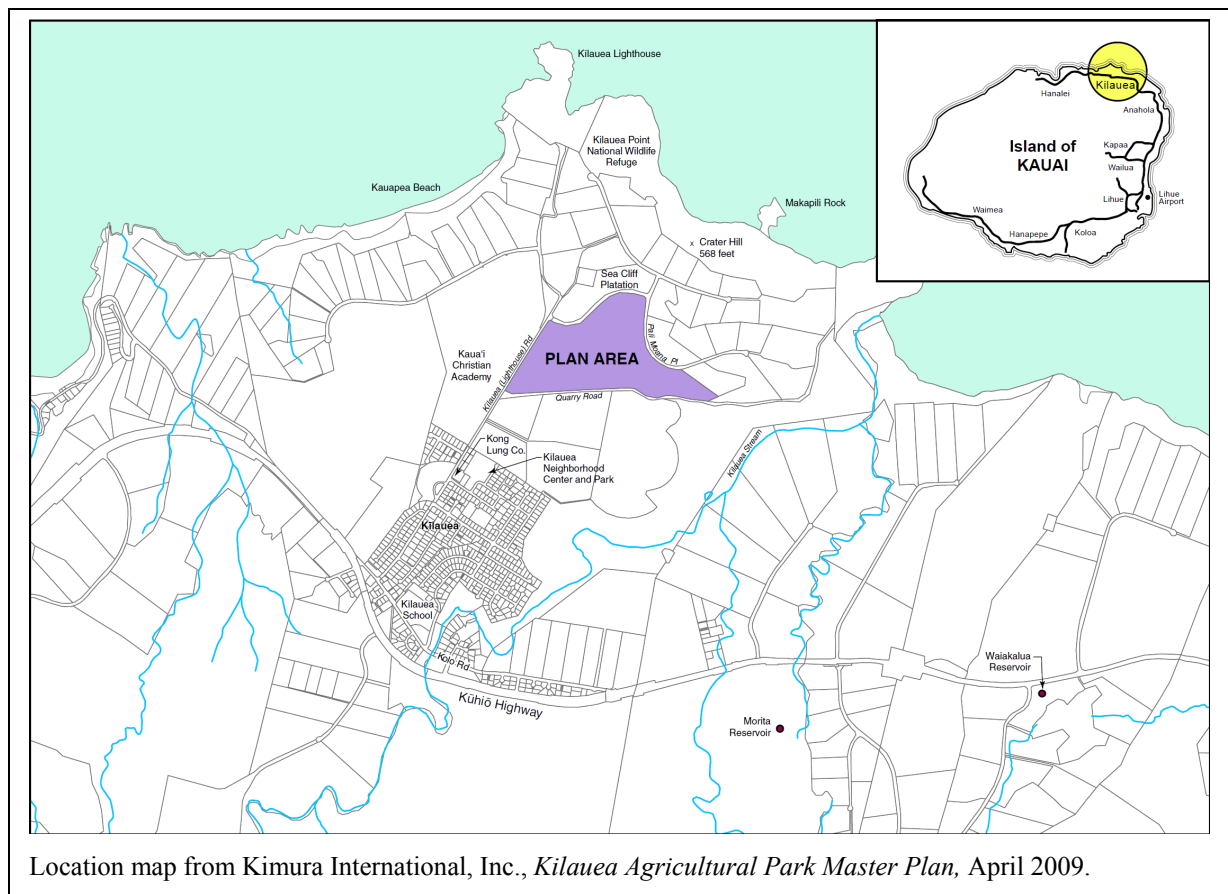 Kilauea Lighthouse
Kilauea Point
National Wildlife
Refuge
Kauapea Beach
Makapili Rock
x Crater Hill
568 feet
Sea Cliff
Platation
Kaua'i
Christian
Academy
Kilauea (Lighthouse) Rd
PLAN AREA
Pali Moana Pl
Quarry Road
Kong
Lung Co.
Kilauea
Neighborhood
Center and Park
Kilauea Stream
Kīlauea
Kilauea
School
Kolo Rd
Kūhiō Highway
Waiakalua
Reservoir
Morita
Reservoir
Kilauea
Hanalei
Anahola
Island of
KAUAI
Kapaa
Wailua
Lihue
Lihue
Airport
Waimea
Hanapepe
Koloa
Location map from Kimura International, Inc., Kilauea Agricultural Park Master Plan, April 2009.